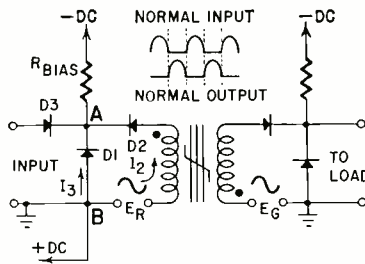 −DC
NORMAL INPUT
−DC
RBIAS
NORMAL OUTPUT
D3
A
D2
I2
INPUT
D1
I3
TO
LOAD
B
ER
EG
+DC